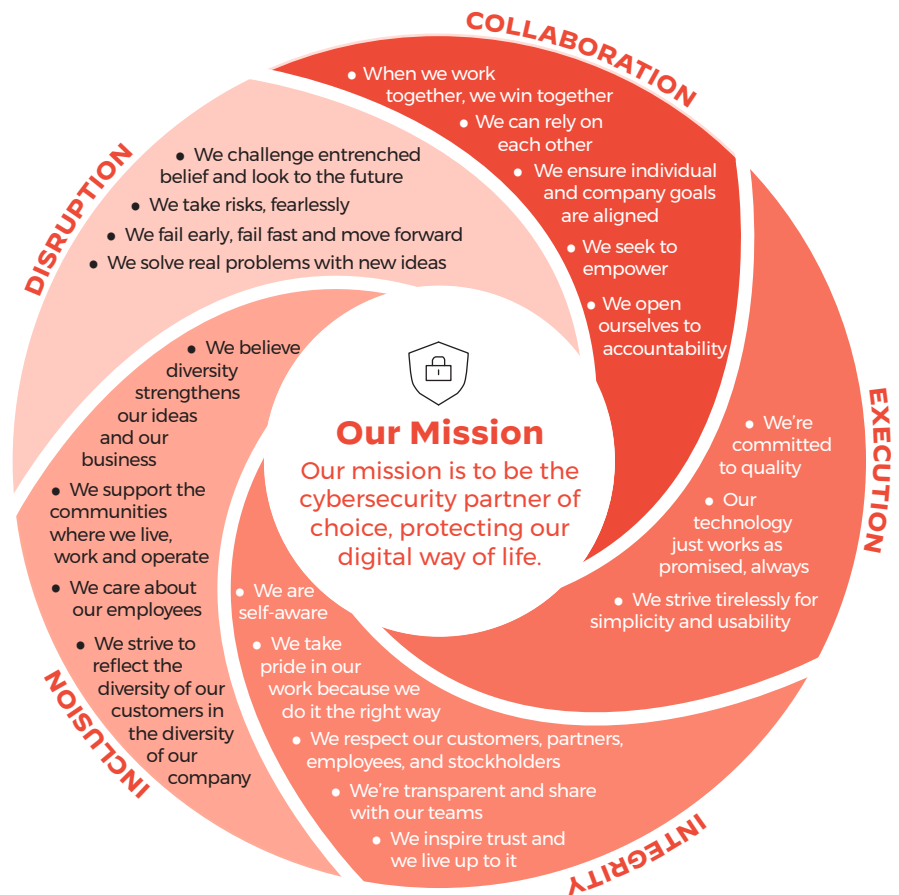 COLLABORATION
● When we work
together, we win together
● We can rely on
each other
● We ensure individual
and company goals
are aligned
● We seek to
empower
● We open
ourselves to
accountability
EXECUTION
● We're
committed
to quality
● Our
technology
just works as
promised, always
● We strive tirelessly for
simplicity and usability
INTEGRITY
● We are
self-aware
● We take
pride in our
work because we
do it the right way
● We respect our customers, partners,
employees, and stockholders
● We're transparent and share
with our teams
● We inspire trust and
we live up to it
INCLUSION
● We believe
diversity
strengthens
our ideas
and our
business
● We support the
communities
where we live,
work and operate
● We care about
our employees
● We strive to
reflect the
diversity of our
customers in
the diversity
of our
company
DISRUPTION
● We challenge entrenched
belief and look to the future
● We take risks, fearlessly
● We fail early, fail fast and move forward
● We solve real problems with new ideas
Our Mission
Our mission is to be the
cybersecurity partner of
choice, protecting our
digital way of life.